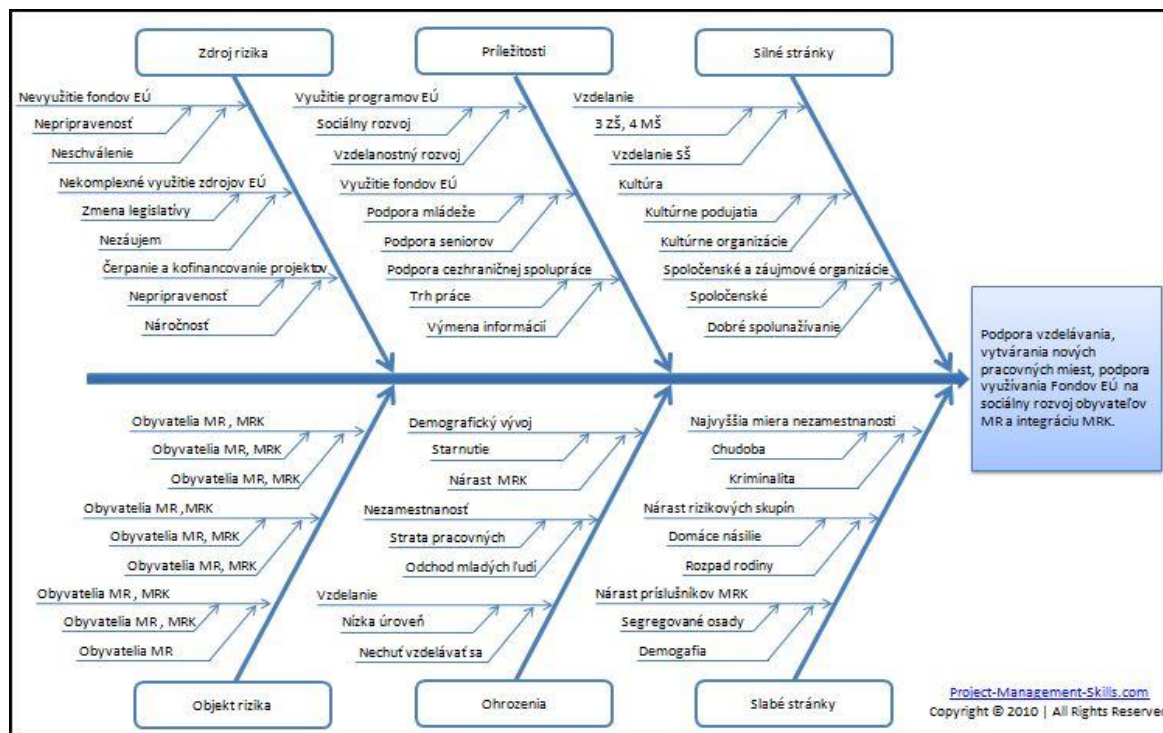 Zdroj rizika
Nevyužitie fondov EÚ
Nepripravenosť
Neschválenie
Nekomplexné využitie zdrojov EÚ
Zmena legislatívy
Nezáujem
Čerpanie a kofinancovanie projektov
Nepripravenosť
Náročnosť
Príležitosti
Využitie programov EÚ
Sociálny rozvoj
Vzdelanostný rozvoj
Využitie fondov EÚ
Podpora mládeže
Podpora seniorov
Podpora cezhraničnej spolupráce
Trh práce
Výmena informácií
Silné stránky
Vzdelanie
3 ZŠ, 4 MŠ
Vzdelanie SŠ
Kultúra
Kultúrne podujatia
Kultúrne organizácie
Spoločenské a záujmové organizácie
Spoločenské
Dobré spolunažívanie
Podpora vzdelávania,
vytvárania nových
pracovných miest, podpora
využívania Fondov EÚ na
sociálny rozvoj obyvateľov
MR a integráciu MRK.
Obyvatelia MR , MRK
Obyvatelia MR, MRK
Obyvatelia MR, MRK
Obyvatelia MR ,MRK
Obyvatelia MR, MRK
Obyvatelia MR, MRK
Obyvatelia MR , MRK
Obyvatelia MR , MRK
Obyvatelia MR
Objekt rizika
Demografický vývoj
Starnutie
Nárast MRK
Nezamestnanosť
Strata pracovných
Odchod mladých ľudí
Vzdelanie
Nízka úroveň
Nechuť vzdelávať sa
Ohrozenia
Najvyššia miera nezamestnanosti
Chudoba
Kriminalita
Nárast rizikových skupín
Domáce násilie
Rozpad rodiny
Nárast príslušníkov MRK
Segregované osady
Demogafia
Slabé stránky
Project-Management-Skills.com
Copyright © 2010 | All Rights Reserved